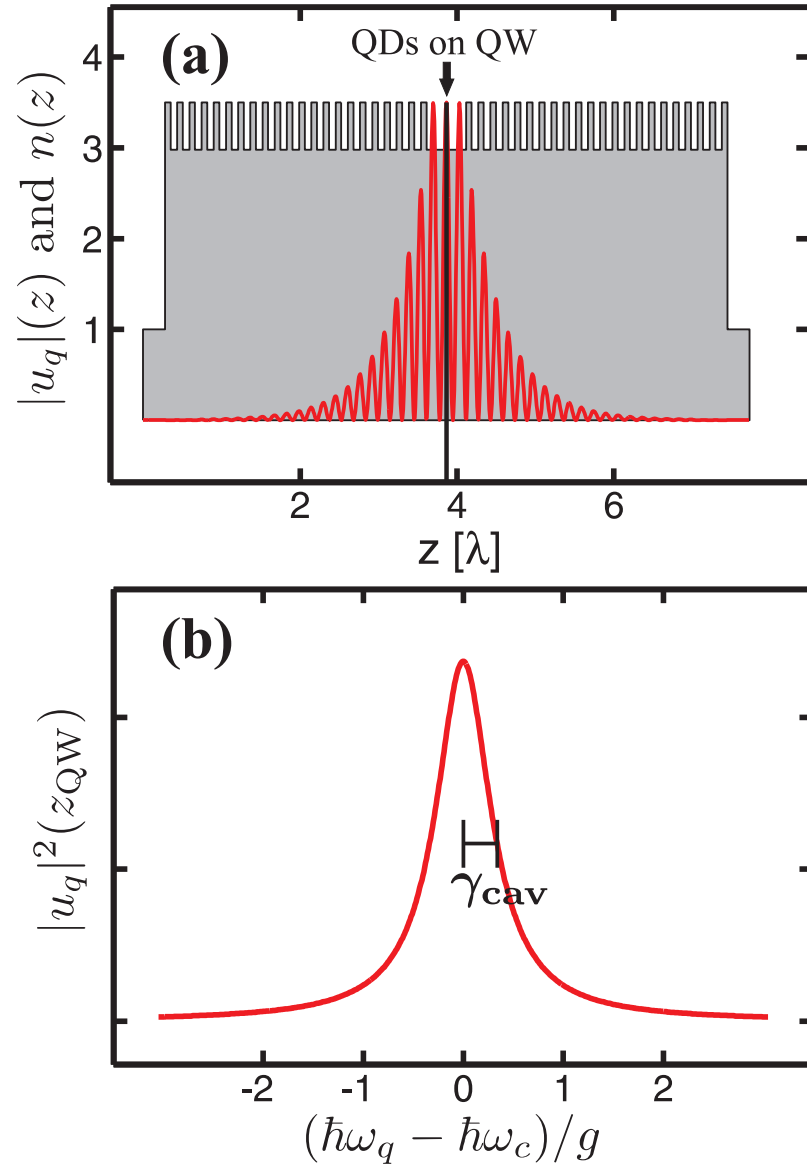 (a)
QDs on QW
4
3
2
1
|u_q|(z) and n(z)
2 4 6
z [λ]
(b)
|u_q|²(z_QW)
γ_cav
-2 -1 0 1 2
(ħω_q − ħω_c)/g